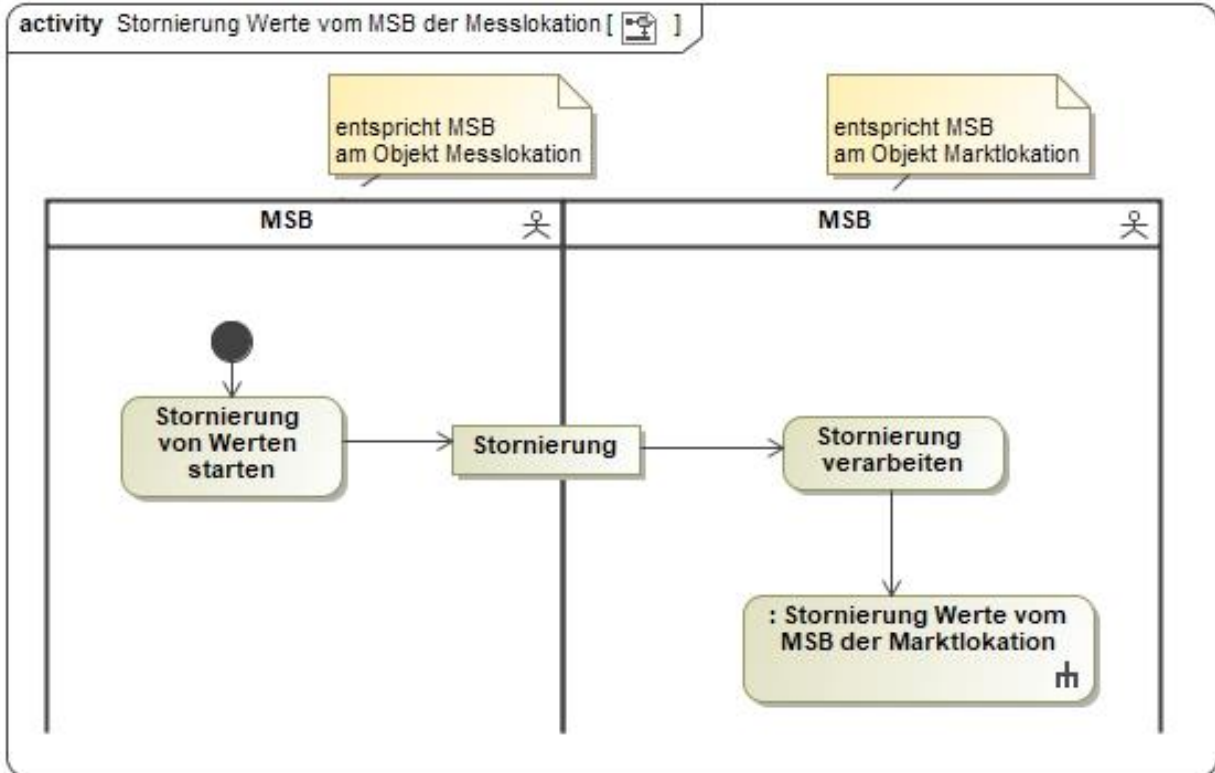 activity Stornierung Werte vom MSB der Messlokation [ ]
entspricht MSB
am Objekt Messlokation
entspricht MSB
am Objekt Marktlokation
MSB
MSB
Stornierung
von Werten
starten
Stornierung
Stornierung
verarbeiten
: Stornierung Werte vom
MSB der Marktlokation